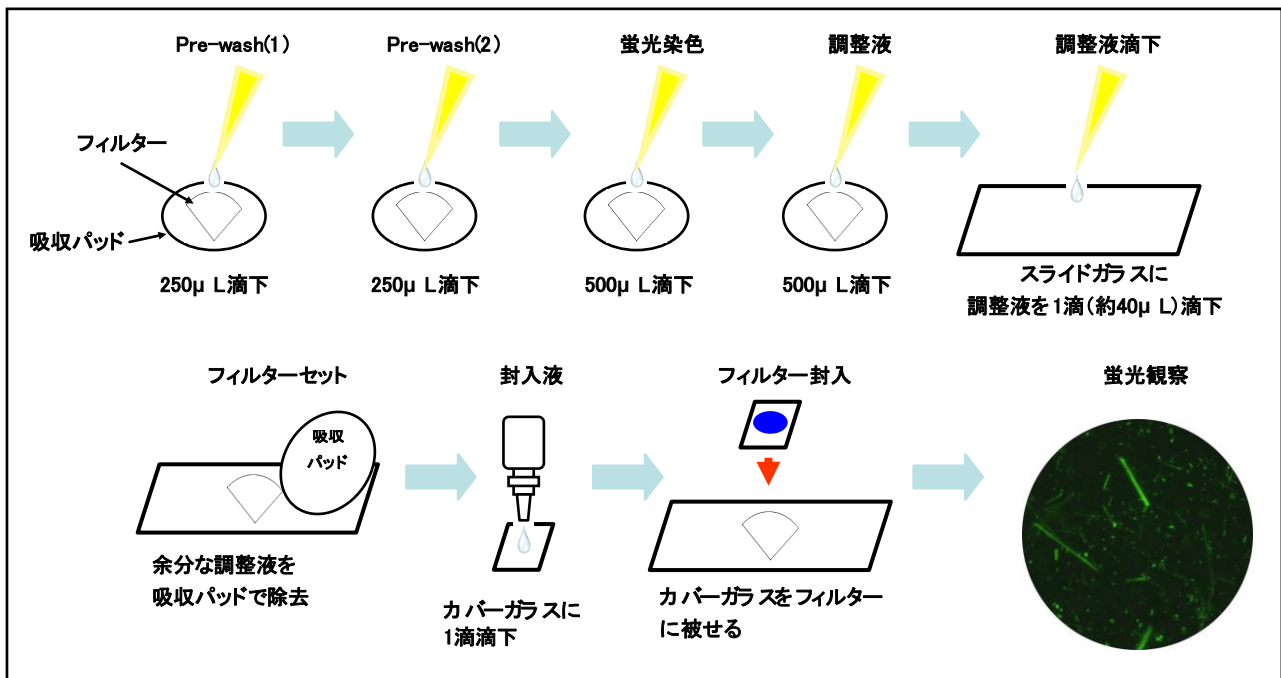 Pre-wash(1)
Pre-wash(2)
蛍光染色
調整液
調整液滴下
フィルター
吸収パッド
250μ L滴下
250μ L滴下
500μ L滴下
500μ L滴下
スライドガラスに
調整液を1滴(約40μ L)滴下
フィルターセット
封入液
フィルター封入
蛍光観察
吸収
パッド
余分な調整液を
吸収パッドで除去
カバーガラスに
1滴滴下
カバーガラスをフィルター
に被せる